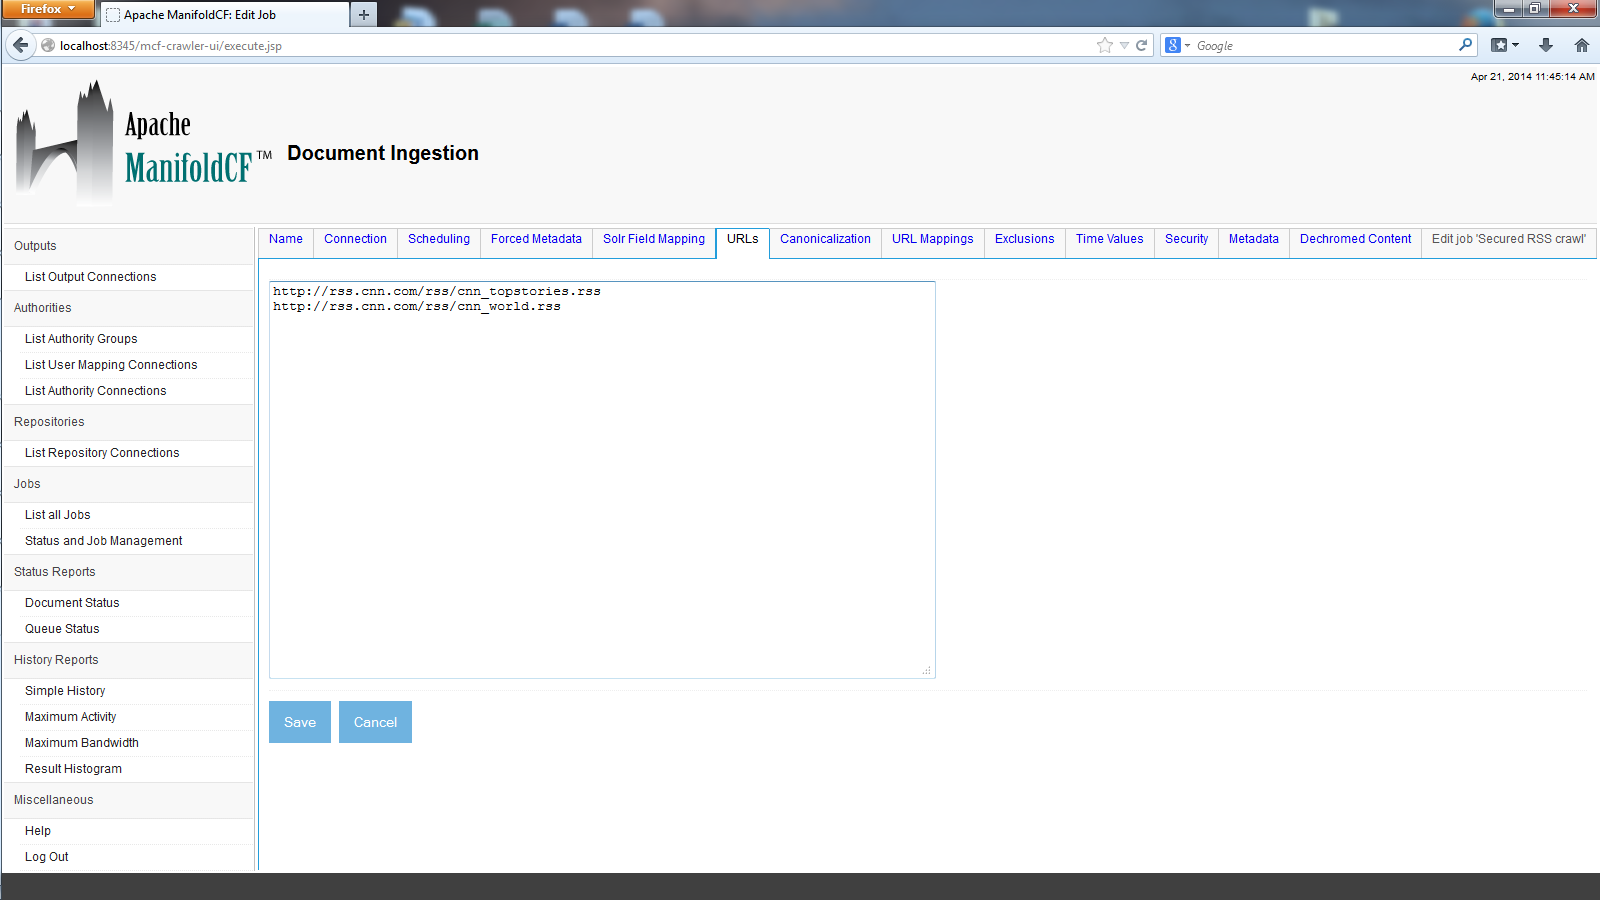 Firefox
Apache ManifoldCF: Edit Job
localhost:8345/mcf-crawler-ui/execute.jsp
Google
Apr 21, 2014 11:45:14 AM
Apache
ManifoldCF™
Document Ingestion
Outputs
List Output Connections
Authorities
List Authority Groups
List User Mapping Connections
List Authority Connections
Repositories
List Repository Connections
Jobs
List all Jobs
Status and Job Management
Status Reports
Document Status
Queue Status
History Reports
Simple History
Maximum Activity
Maximum Bandwidth
Result Histogram
Miscellaneous
Help
Log Out
Name Connection Scheduling Forced Metadata Solr Field Mapping URLs Canonicalization URL Mappings Exclusions Time Values Security Metadata Dechromed Content Edit job 'Secured RSS crawl'
http://rss.cnn.com/rss/cnn_topstories.rss
http://rss.cnn.com/rss/cnn_world.rss
Save Cancel